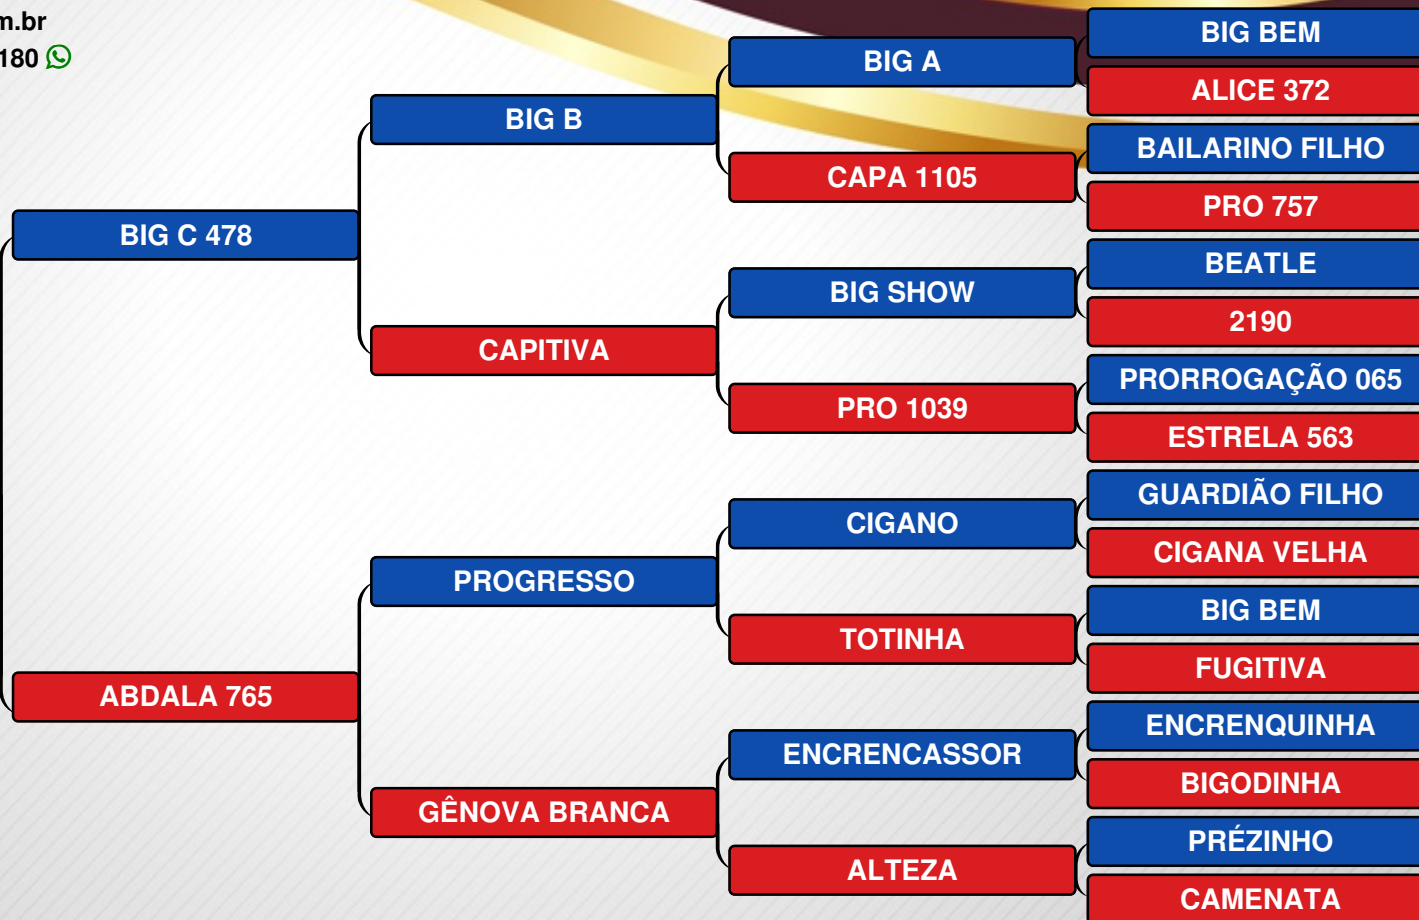 m.br
180
BIG C 478
ABDALA 765
BIG B
CAPITIVA
PROGRESSO
GÊNOVA BRANCA
BIG A
CAPA 1105
BIG SHOW
PRO 1039
CIGANO
TOTINHA
ENCRENCASSOR
ALTEZA
BIG BEM
ALICE 372
BAILARINO FILHO
PRO 757
BEATLE
2190
PRORROGAÇÃO 065
ESTRELA 563
GUARDIÃO FILHO
CIGANA VELHA
BIG BEM
FUGITIVA
ENCRENQUINHA
BIGODINHA
PRÉZINHO
CAMENATA